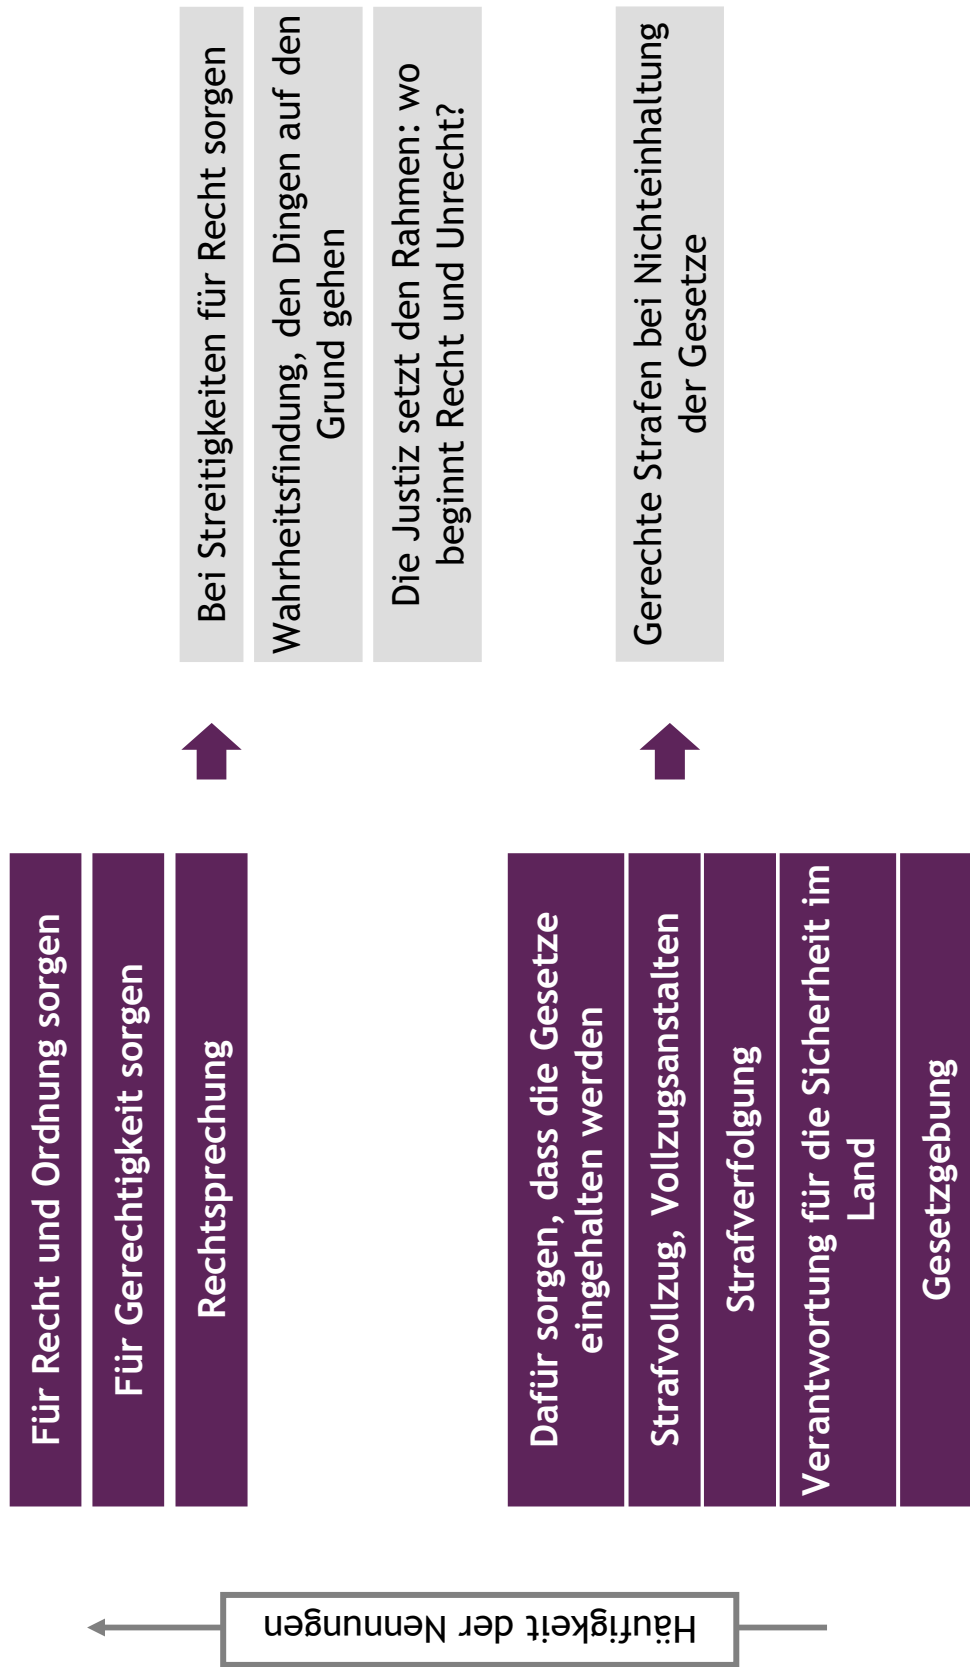 Häufigkeit der Nennungen
Für Recht und Ordnung sorgen
Für Gerechtigkeit sorgen
Rechtsprechung
Bei Streitigkeiten für Recht sorgen
Wahrheitsfindung, den Dingen auf den
Grund gehen
Die Justiz setzt den Rahmen: wo
beginnt Recht und Unrecht?
Dafür sorgen, dass die Gesetze
eingehalten werden
Strafvollzug, Vollzugsanstalten
Gerechte Strafen bei Nichteinhaltung
der Gesetze
Strafverfolgung
Verantwortung für die Sicherheit im
Land
Gesetzgebung